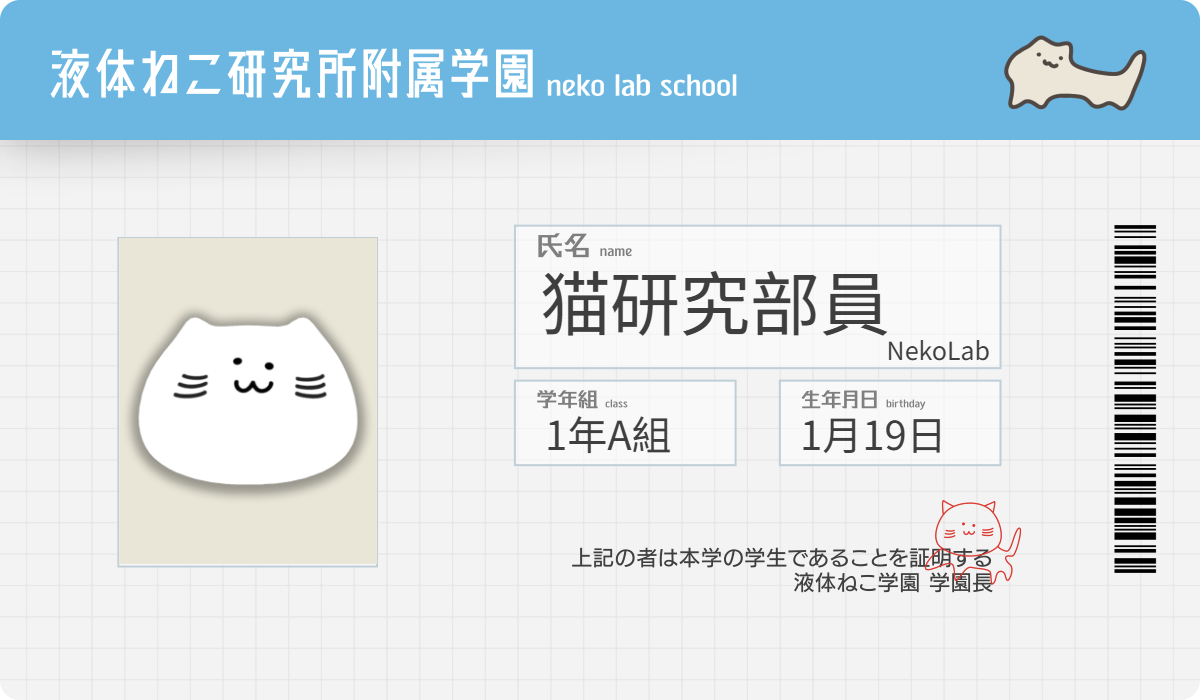 液体ねこ研究所附属学園 neko lab school
氏名 name
猫研究部員
NekoLab
学年組 class
1年A組
生年月日 birthday
1月19日
上記の者は本学の学生であることを証明する
液体ねこ学園 学園長